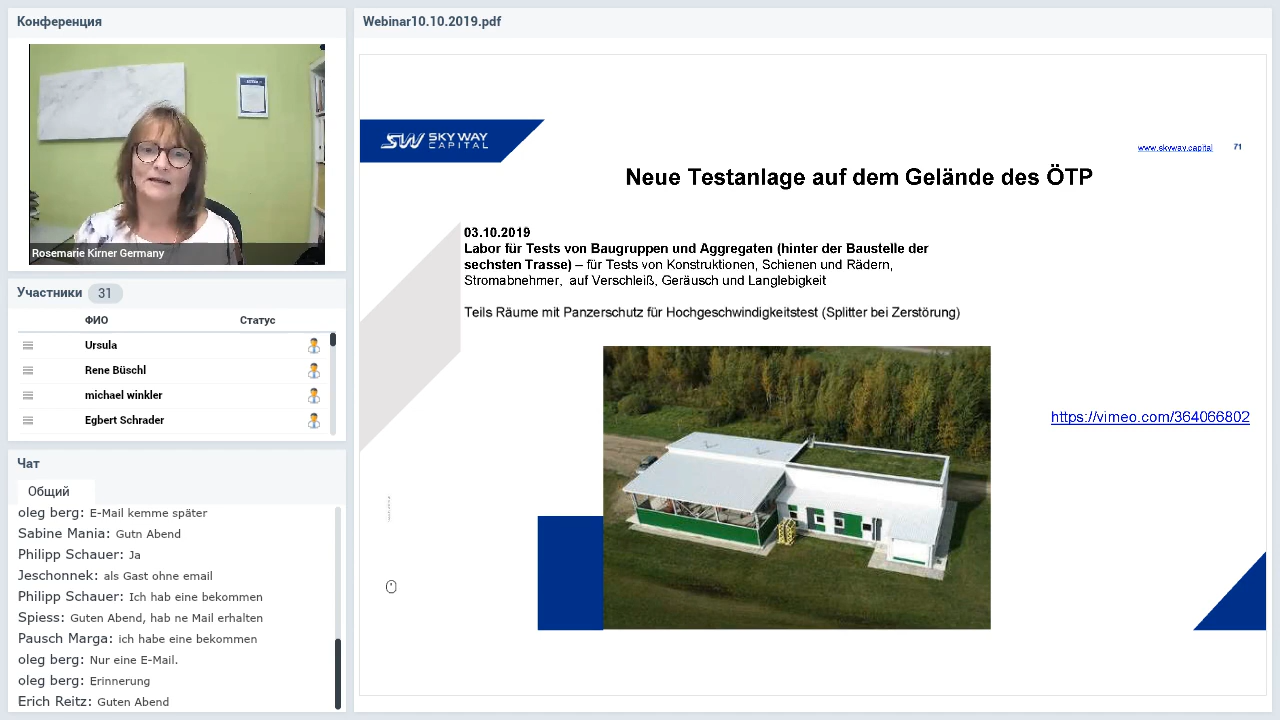 Конференция
Rosemarie Kirner Germany
Участники 31
ФИО Статус
Ursula
Rene Büschl
michael winkler
Egbert Schrader
Чат
Общий
oleg berg: E-Mail kemme später
Sabine Mania: Gutn Abend
Philipp Schauer: Ja
Jeschonnek: als Gast ohne email
Philipp Schauer: Ich hab eine bekommen
Spiess: Guten Abend, hab ne Mail erhalten
Pausch Marga: ich habe eine bekommen
oleg berg: Nur eine E-Mail.
oleg berg: Erinnerung
Erich Reitz: Guten Abend
Webinar10.10.2019.pdf
SW SKY WAY
CAPITAL
www.skyway.capital 71
Neue Testanlage auf dem Gelände des ÖTP
03.10.2019
Labor für Tests von Baugruppen und Aggregaten (hinter der Baustelle der
sechsten Trasse) – für Tests von Konstruktionen, Schienen und Rädern,
Stromabnehmer, auf Verschleiß, Geräusch und Langlebigkeit
Teils Räume mit Panzerschutz für Hochgeschwindigkeitstest (Splitter bei Zerstörung)
https://vimeo.com/364066802